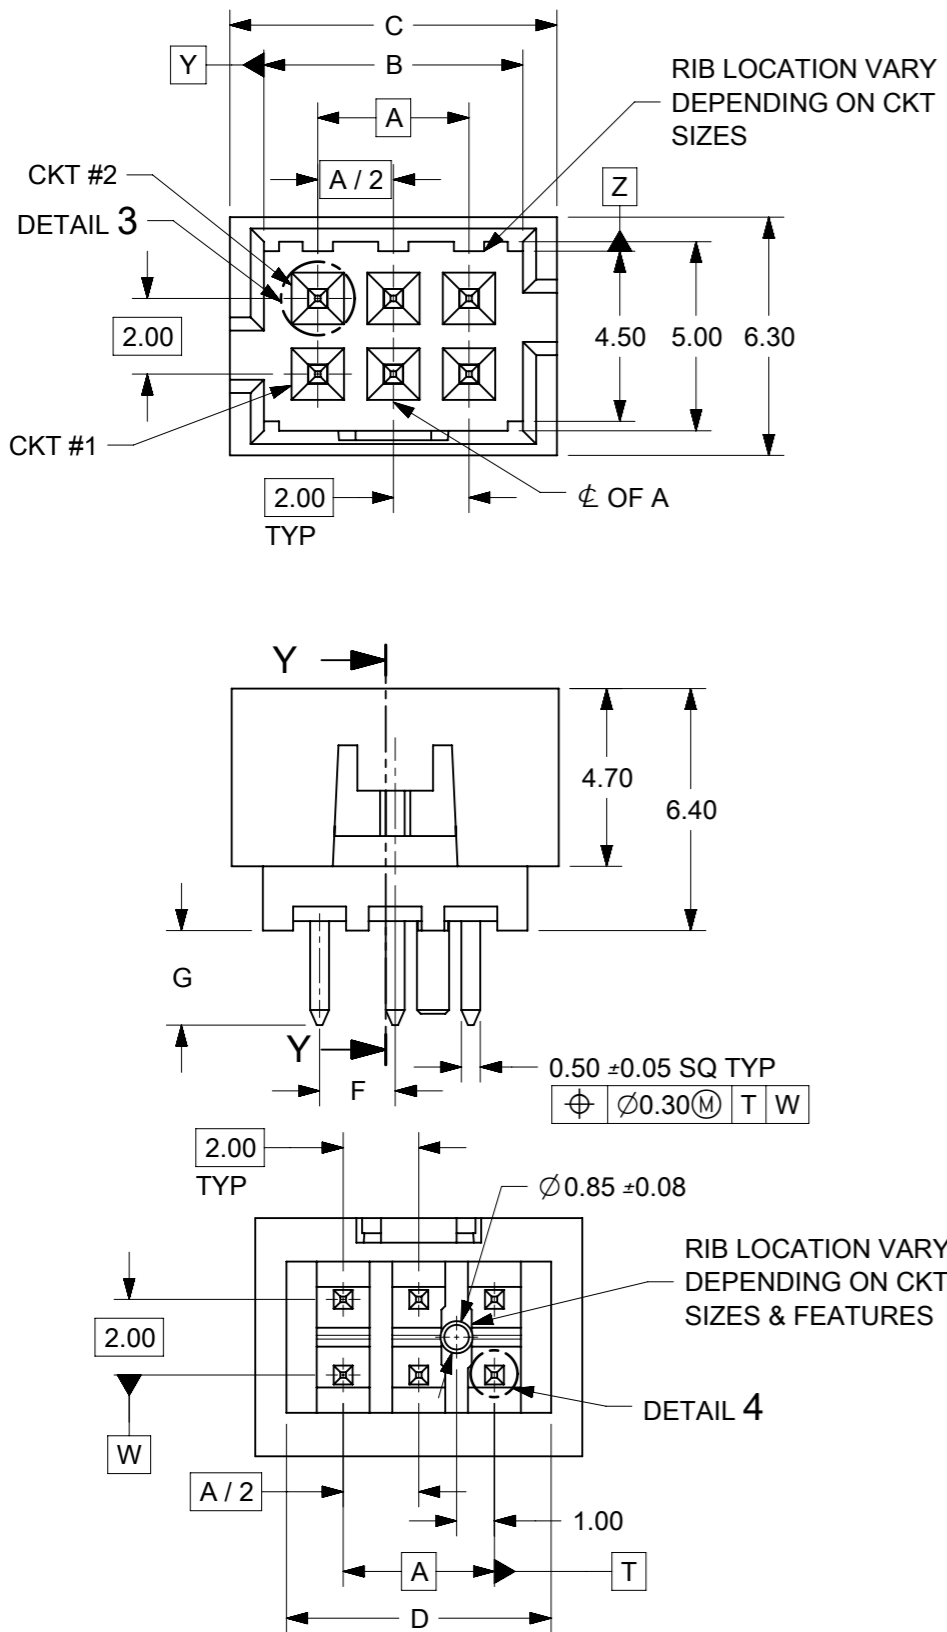 C
Y
B
RIB LOCATION VARY
DEPENDING ON CKT
SIZES
A
CKT #2
A / 2
Z
DETAIL 3
2.00
4.50 5.00 6.30
CKT #1
2.00
TYP
℄ OF A
Y
4.70
6.40
G
Y
F
0.50 ±0.05 SQ TYP
⌖ ∅0.30Ⓜ T W
2.00
TYP
∅0.85 ±0.08
RIB LOCATION VARY
DEPENDING ON CKT
SIZES & FEATURES
2.00
DETAIL 4
W
A / 2
1.00
A
T
D